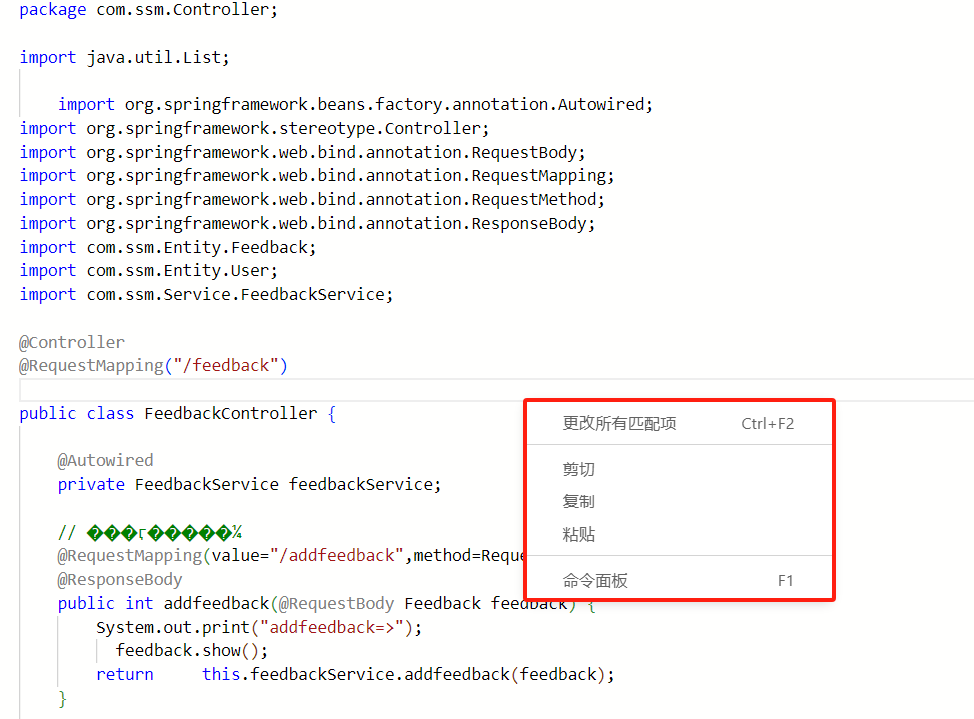 package com.ssm.Controller;
import java.util.List;
import org.springframework.beans.factory.annotation.Autowired;
import org.springframework.stereotype.Controller;
import org.springframework.web.bind.annotation.RequestBody;
import org.springframework.web.bind.annotation.RequestMapping;
import org.springframework.web.bind.annotation.RequestMethod;
import org.springframework.web.bind.annotation.ResponseBody;
import com.ssm.Entity.Feedback;
import com.ssm.Entity.User;
import com.ssm.Service.FeedbackService;
@Controller
@RequestMapping("/feedback")
public class FeedbackController {
@Autowired
private FeedbackService feedbackService;
// ���ӷ�����¼
@RequestMapping(value="/addfeedback",method=Reque
@ResponseBody
public int addfeedback(@RequestBody Feedback feedback) {
System.out.print("addfeedback=>");
feedback.show();
return this.feedbackService.addfeedback(feedback);
}
更改所有匹配项 Ctrl+F2
剪切
复制
粘贴
命令面板 F1